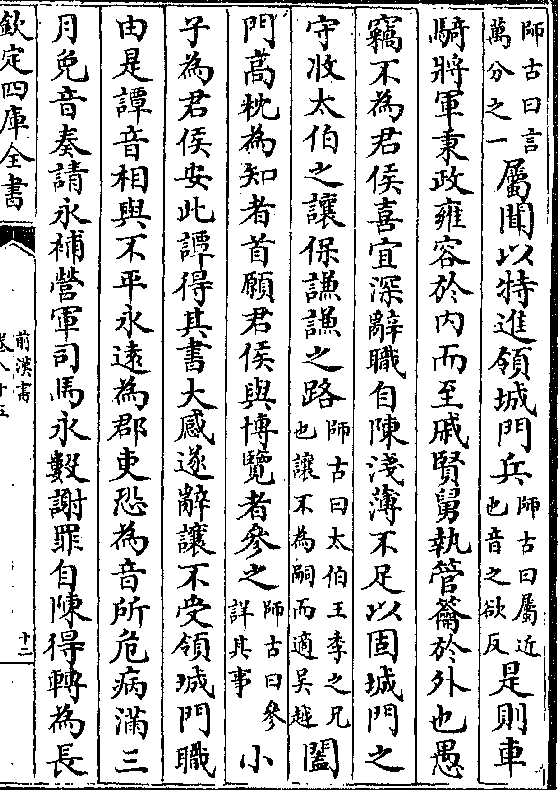 師古曰言
萬分之一
屬聞以特進領城門兵
師古曰屬近
也音之欲反
是則車
騎將軍秉政雍容於内而至戚賢舅執管籥於外也愚
竊不為君侯喜宜深辭職自陳淺薄不足以固城門之
守收太伯之讓保謙謙之路
師古曰太伯王季之兄
也讓不為嗣而適吳越
闔
門髙枕為知者首願君侯與博覽者參之
師古曰參
詳其事
小
子為君侯安此譚得其書大感遂辭讓不受領城門職
由是譚音相與不平永遠為郡吏恐為音所危病滿三
月免音奏請永補營軍司馬永數謝罪自陳得轉為長
欽定四庫全書
前漢書
卷八十五
十二